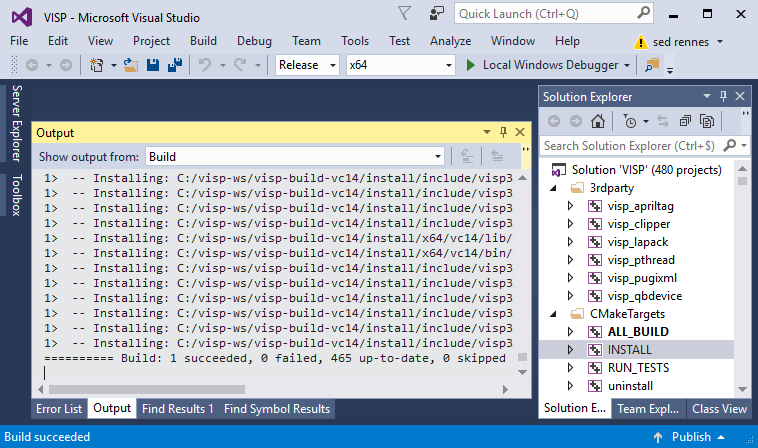 VISP - Microsoft Visual Studio
Quick Launch (Ctrl+Q)
File Edit View Project Build Debug Team Tools Test Analyze Window Help sed rennes
Release x64 Local Windows Debugger
Server Explorer
Toolbox
Output
Show output from: Build
1> -- Installing: C:/visp-ws/visp-build-vc14/install/include/visp3
1> -- Installing: C:/visp-ws/visp-build-vc14/install/include/visp3
1> -- Installing: C:/visp-ws/visp-build-vc14/install/include/visp3
1> -- Installing: C:/visp-ws/visp-build-vc14/install/include/visp3
1> -- Installing: C:/visp-ws/visp-build-vc14/install/x64/vc14/lib/
1> -- Installing: C:/visp-ws/visp-build-vc14/install/x64/vc14/bin/
1> -- Installing: C:/visp-ws/visp-build-vc14/install/include/visp3
1> -- Installing: C:/visp-ws/visp-build-vc14/install/include/visp3
1> -- Installing: C:/visp-ws/visp-build-vc14/install/include/visp3
1> -- Installing: C:/visp-ws/visp-build-vc14/install/include/visp3
1> -- Installing: C:/visp-ws/visp-build-vc14/install/include/visp3
1> -- Installing: C:/visp-ws/visp-build-vc14/install/include/visp3
========== Build: 1 succeeded, 0 failed, 465 up-to-date, 0 skipped
Error List Output Find Results 1 Find Symbol Results
Solution Explorer
Search Solution Explorer (Ctrl+$)
Solution 'VISP' (480 projects)
3rdparty
visp_apriltag
visp_clipper
visp_lapack
visp_pthread
visp_pugixml
visp_qbdevice
CMakeTargets
ALL_BUILD
INSTALL
RUN_TESTS
uninstall
Solution E... Team Expl... Class View
Build succeeded
Publish